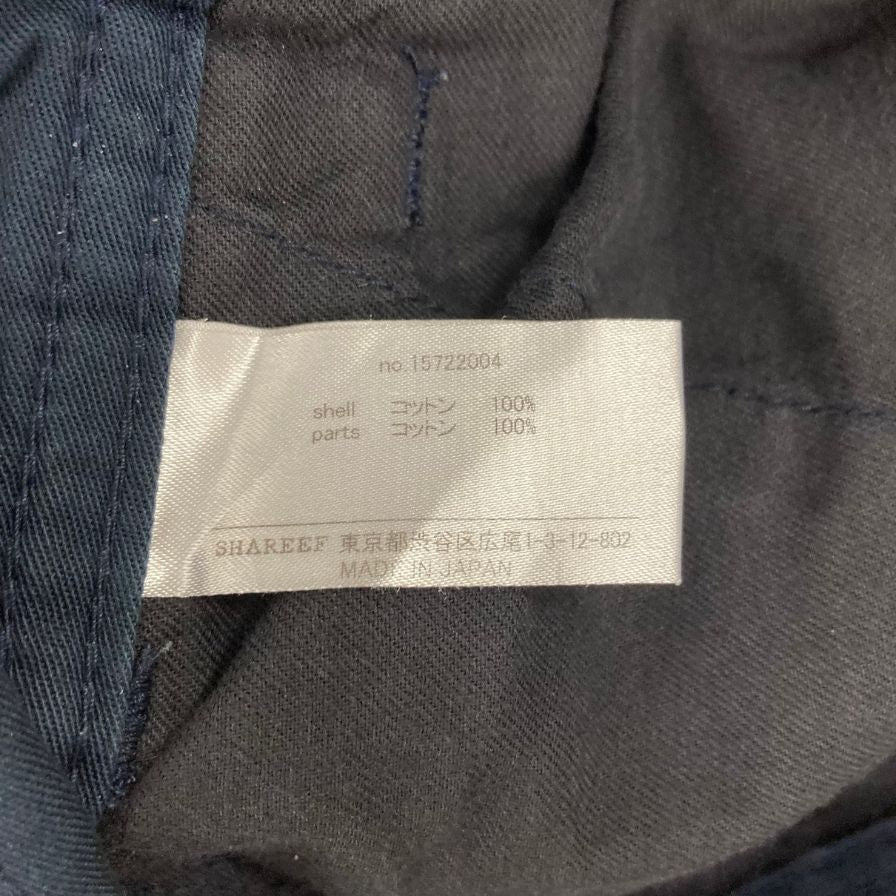 no.15722004
shell コットン 100%
parts コットン 100%
SHAREEF 東京都渋谷区広尾1-3-12-802
MADE IN JAPAN